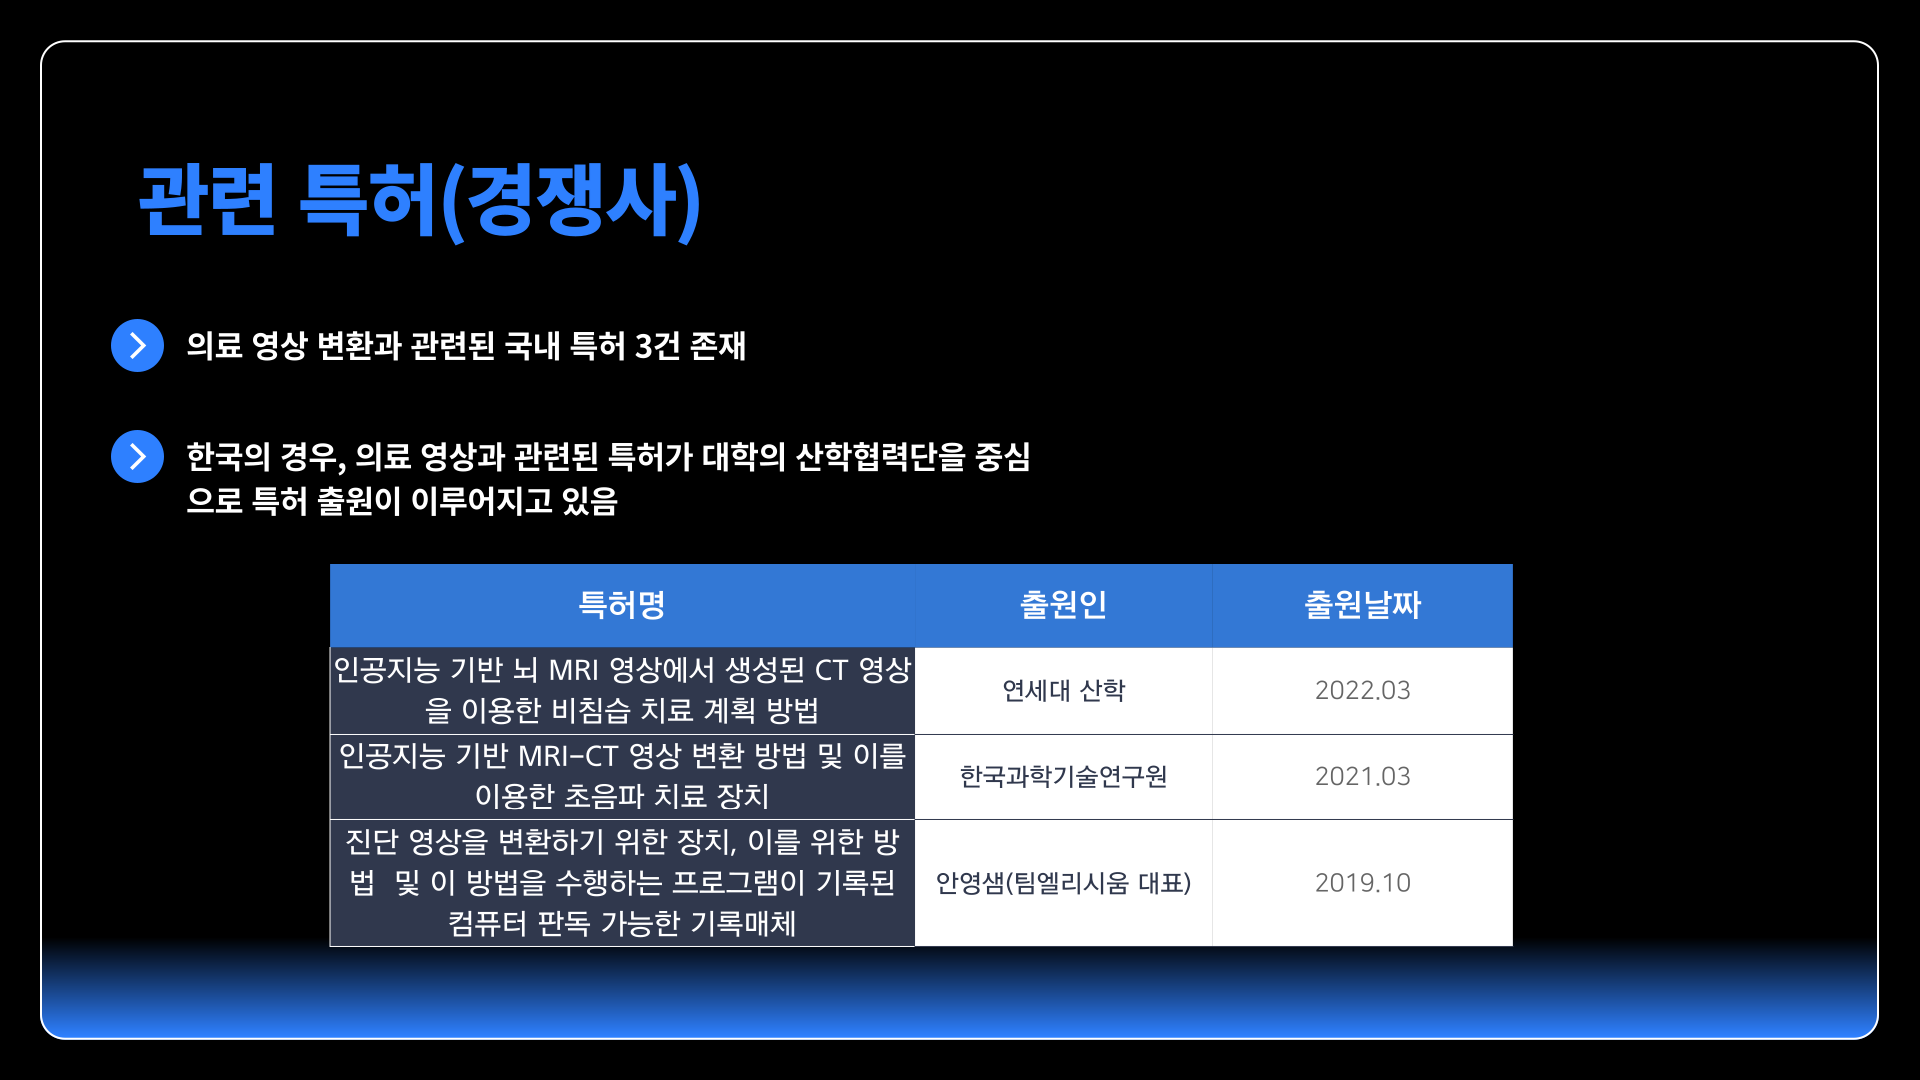 관련 특허(경쟁사)
의료 영상 변환과 관련된 국내 특허 3건 존재
한국의 경우, 의료 영상과 관련된 특허가 대학의 산학협력단을 중심
으로 특허 출원이 이루어지고 있음
특허명 출원인 출원날짜
인공지능 기반 뇌 MRI 영상에서 생성된 CT 영상
을 이용한 비침습 치료 계획 방법
연세대 산학
2022.03
인공지능 기반 MRI-CT 영상 변환 방법 및 이를
이용한 초음파 치료 장치
한국과학기술연구원
2021.03
진단 영상을 변환하기 위한 장치, 이를 위한 방
법  및 이 방법을 수행하는 프로그램이 기록된
컴퓨터 판독 가능한 기록매체
안영샘(팀엘리시움 대표)
2019.10